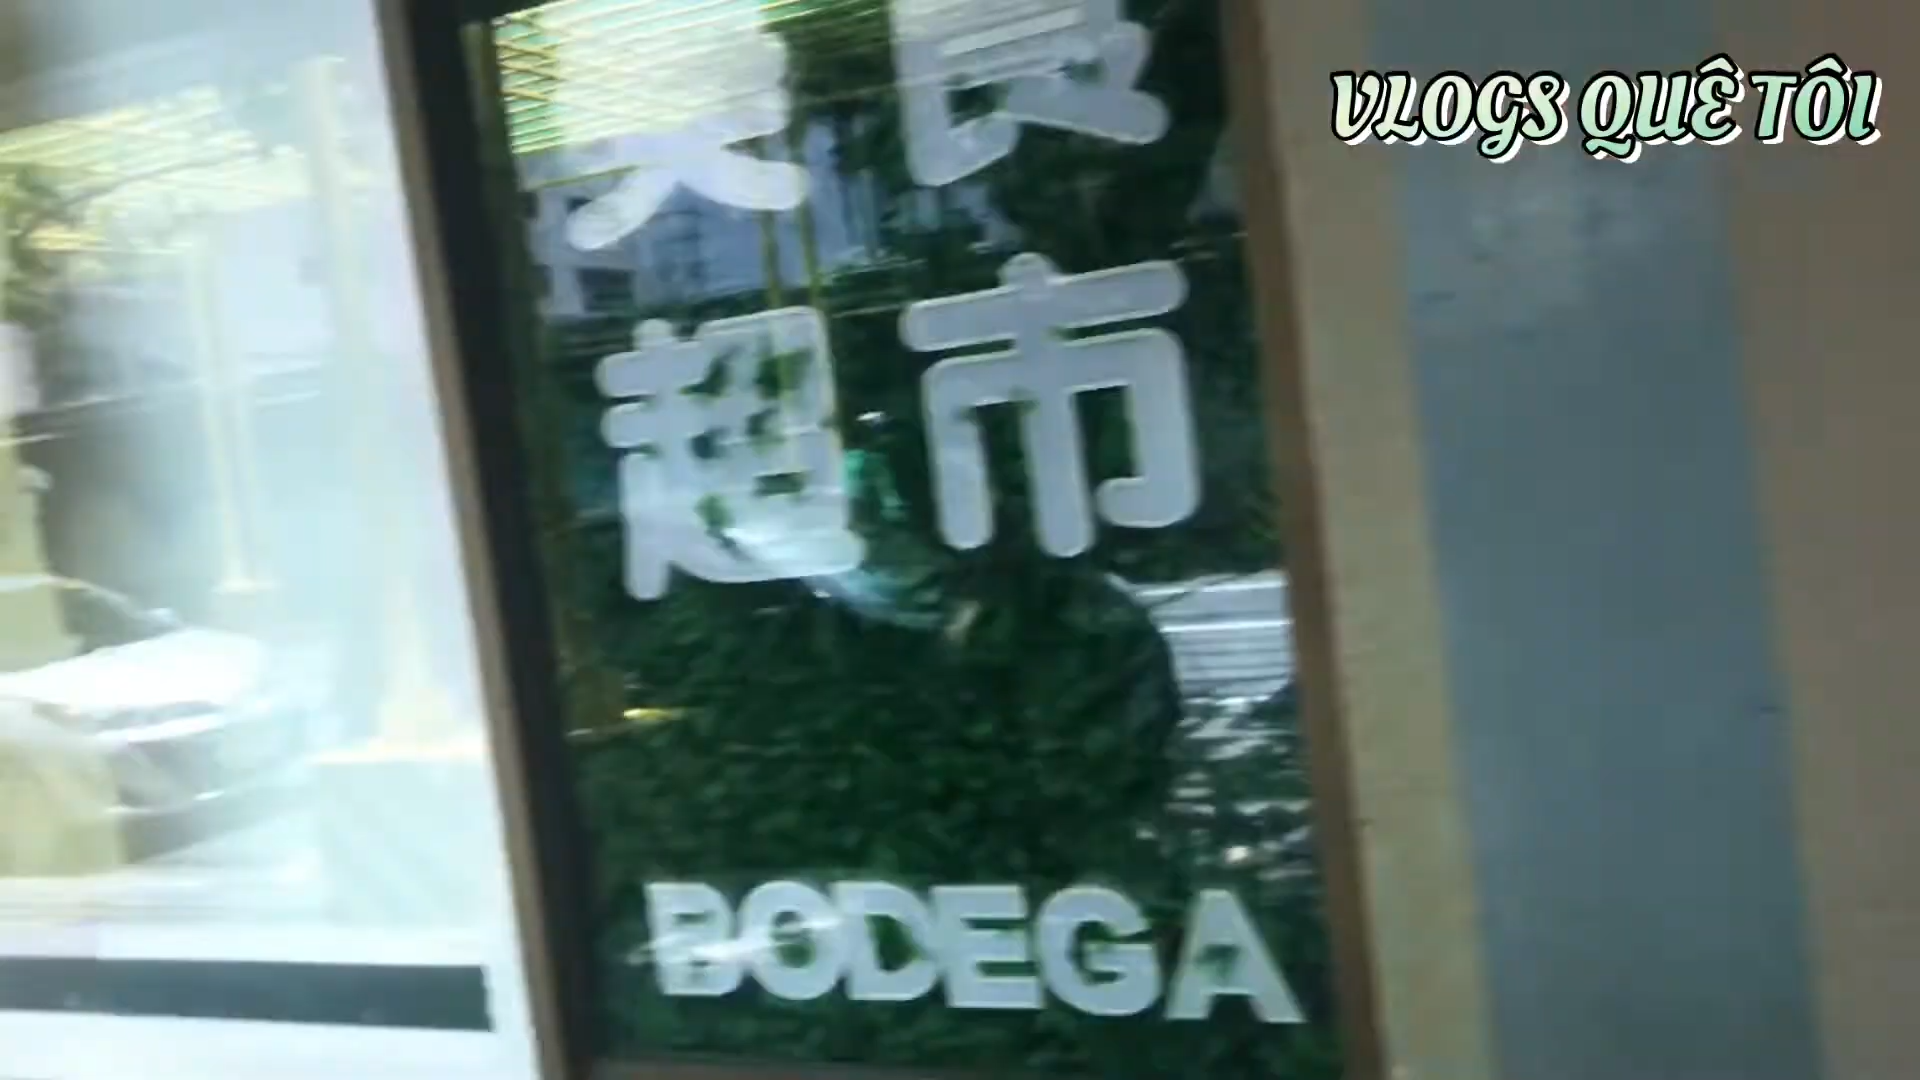 VLOGS QUÊ TÔI
超市
BODEGA